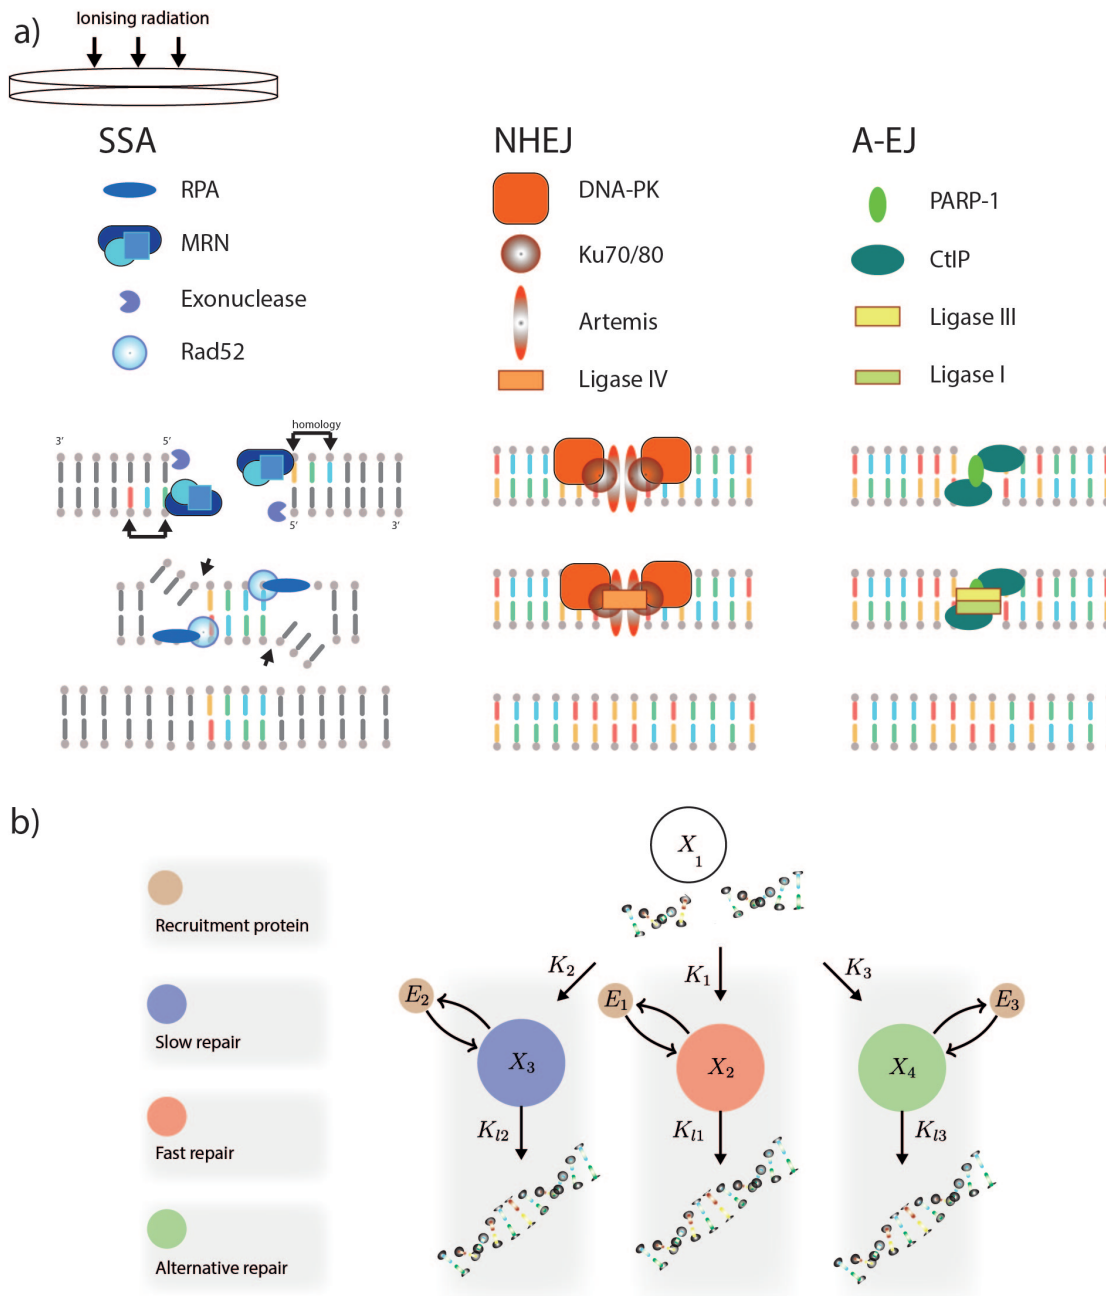 a)
Ionising radiation
SSA
RPA
MRN
Exonuclease
Rad52
NHEJ
DNA-PK
Ku70/80
Artemis
Ligase IV
A-EJ
PARP-1
CtIP
Ligase III
Ligase I
homology
3'
5'
5'
3'
b)
Recruitment protein
Slow repair
Fast repair
Alternative repair
X1
K2
K1
K3
E2
E1
E3
X3
X2
X4
Kl2
Kl1
Kl3